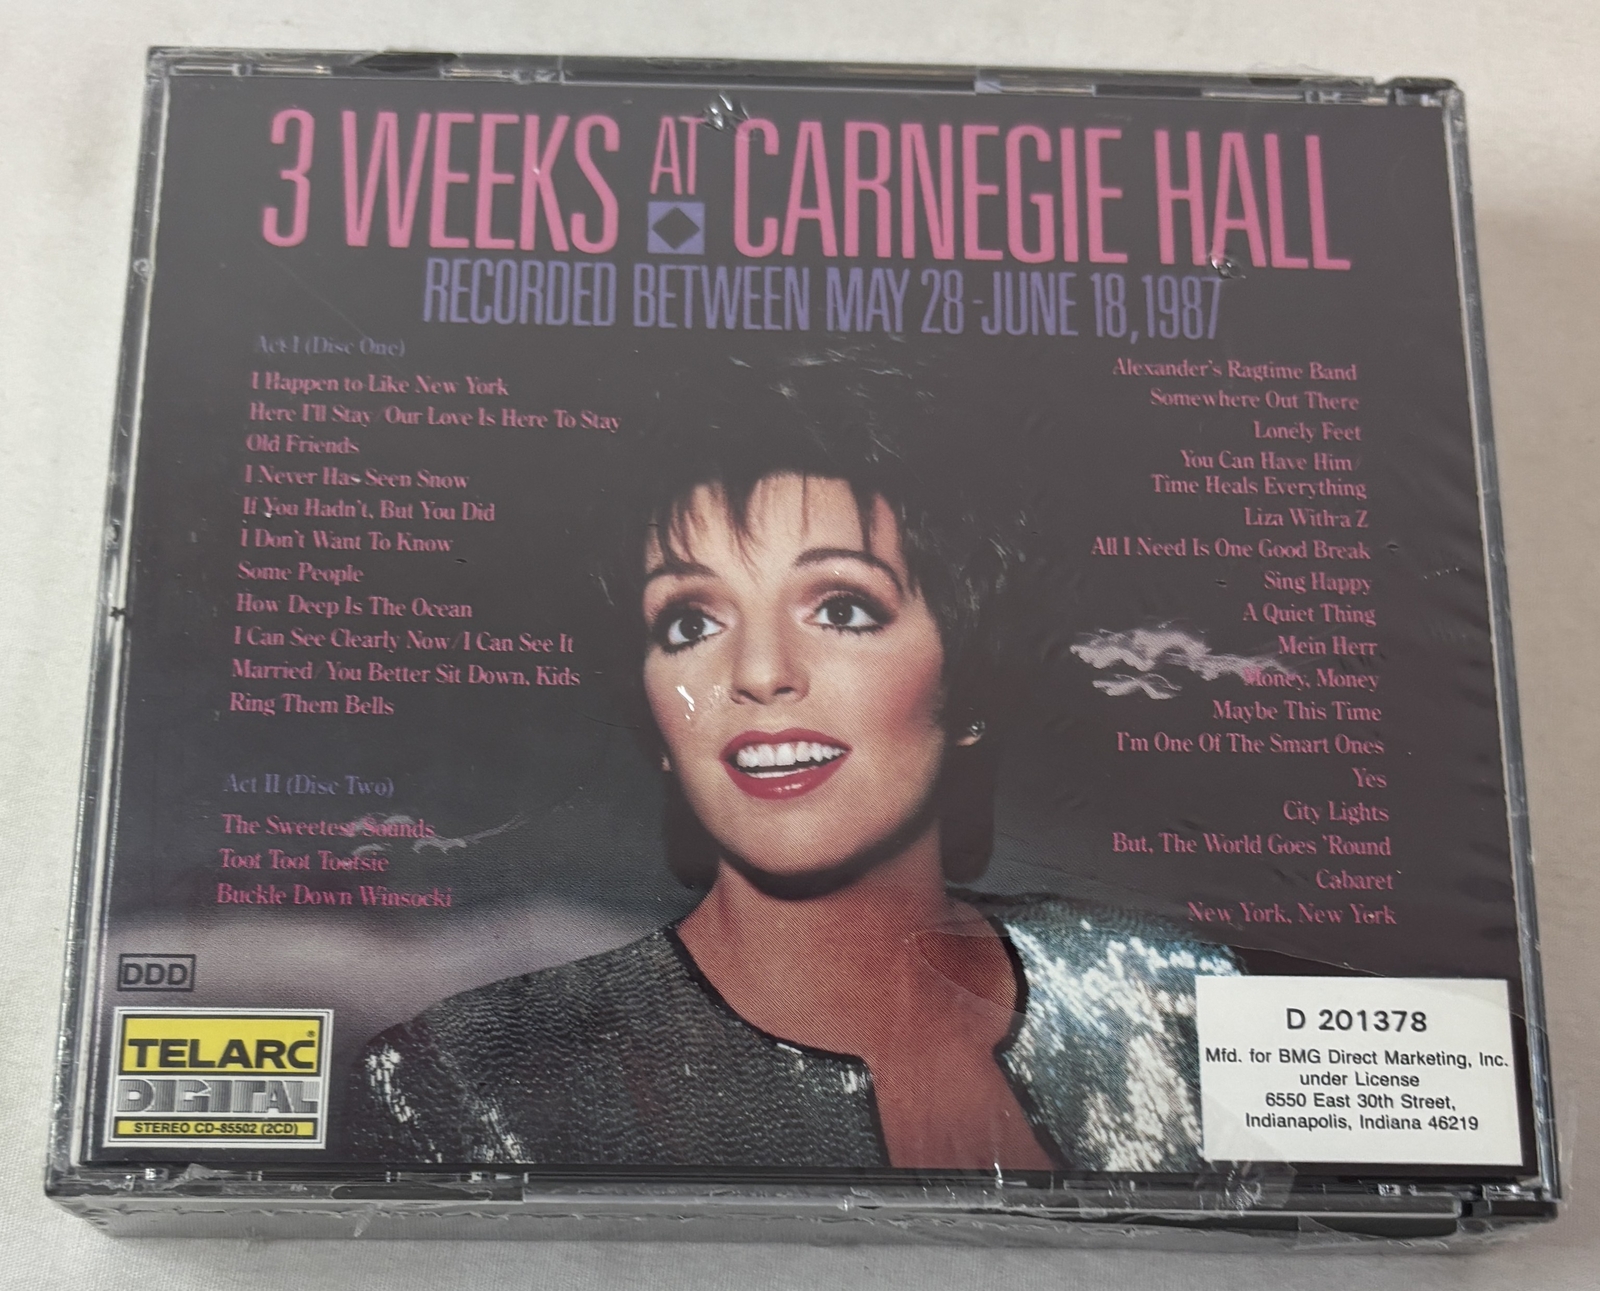 3 WEEKS AT CARNEGIE HALL
RECORDED BETWEEN MAY 28-JUNE 18, 1987
Act I (Disc One)
I Happen to Like New York
Here I'll Stay/Our Love Is Here To Stay
Old Friends
I Never Has Seen Snow
If You Hadn't, But You Did
I Don't Want To Know
Some People
How Deep Is The Ocean
I Can See Clearly Now/I Can See It
Married/You Better Sit Down, Kids
Ring Them Bells
Act II (Disc Two)
The Sweetest Sounds
Toot Toot Tootsie
Buckle Down Winsocki
Alexander's Ragtime Band
Somewhere Out There
Lonely Feet
You Can Have Him/
Time Heals Everything
Liza With a Z
All I Need Is One Good Break
Sing Happy
A Quiet Thing
Mein Herr
Money, Money
Maybe This Time
I'm One Of The Smart Ones
Yes
City Lights
But, The World Goes 'Round
Cabaret
New York, New York
DDD
TELARC®
DIGITAL
STEREO CD-85502 (2CD)
D 201378
Mfd. for BMG Direct Marketing, Inc.
under License
6550 East 30th Street,
Indianapolis, Indiana 46219